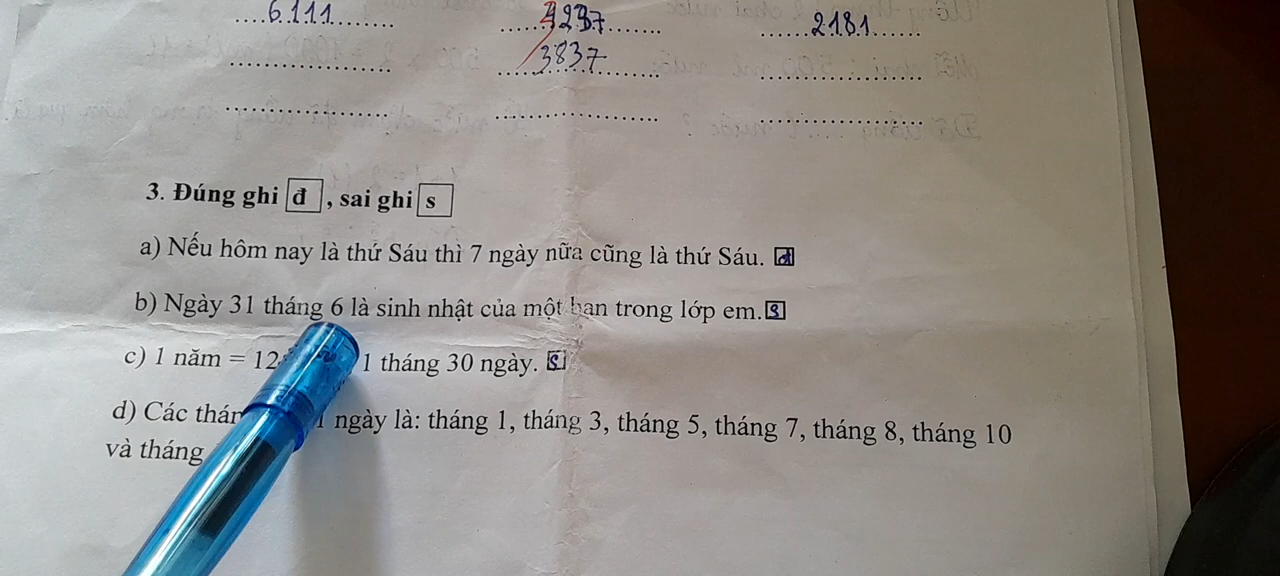 6.111
4237
2181
3837
3. Đúng ghi đ , sai ghi s
a) Nếu hôm nay là thứ Sáu thì 7 ngày nữa cũng là thứ Sáu. đ
b) Ngày 31 tháng 6 là sinh nhật của một bạn trong lớp em. s
c) 1 năm = 12 1 tháng 30 ngày. s
d) Các ngày là: tháng 1, tháng 3, tháng 5, tháng 7, tháng 8, tháng 10
và tháng